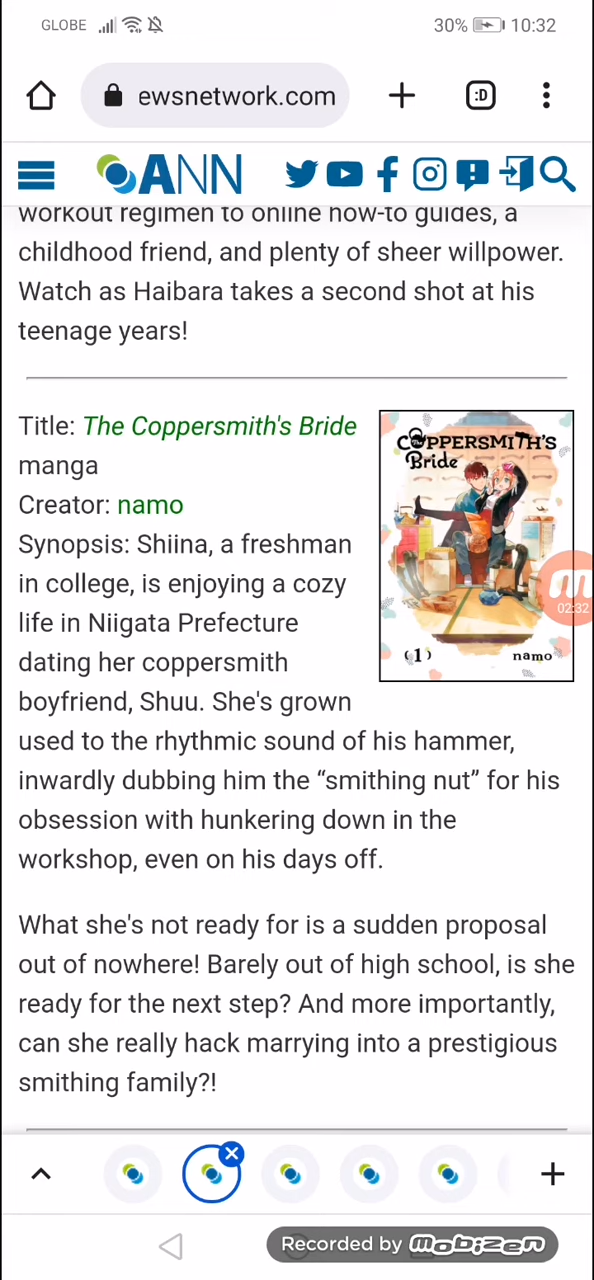 GLOBE
30%
10:32
ewsnetwork.com
:D
ANN
workout regimen to online how-to guides, a
childhood friend, and plenty of sheer willpower.
Watch as Haibara takes a second shot at his
teenage years!
Title: The Coppersmith's Bride
manga
Creator: namo
Synopsis: Shiina, a freshman
in college, is enjoying a cozy
life in Niigata Prefecture
dating her coppersmith
boyfriend, Shuu. She's grown
used to the rhythmic sound of his hammer,
inwardly dubbing him the “smithing nut” for his
obsession with hunkering down in the
workshop, even on his days off.
COPPERSMITH'S
Bride
(1)
namo
02:32
What she's not ready for is a sudden proposal
out of nowhere! Barely out of high school, is she
ready for the next step? And more importantly,
can she really hack marrying into a prestigious
smithing family?!
Recorded by mobizen